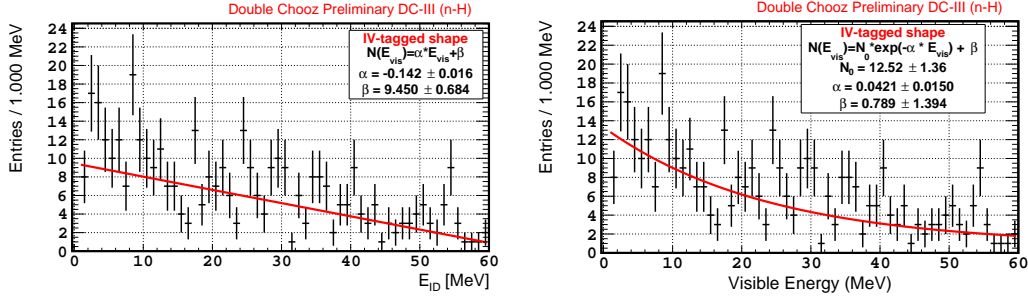 Double Chooz Preliminary DC-III (n-H)
IV-tagged shape
N(E_vis)=α*E_vis+β
α = -0.142 ± 0.016
β = 9.450 ± 0.684
Entries / 1.000 MeV
24
22
20
18
16
14
12
10
8
6
4
2
0
0 10 20 30 40 50 60
E_ID [MeV]
Double Chooz Preliminary DC-III (n-H)
IV-tagged shape
N(E_vis)=N_0*exp(-α * E_vis) + β
N_0 = 12.52 ± 1.36
α = 0.0421 ± 0.0150
β = 0.789 ± 1.394
Entries / 1.000 MeV
24
22
20
18
16
14
12
10
8
6
4
2
0
0 10 20 30 40 50 60
Visible Energy (MeV)